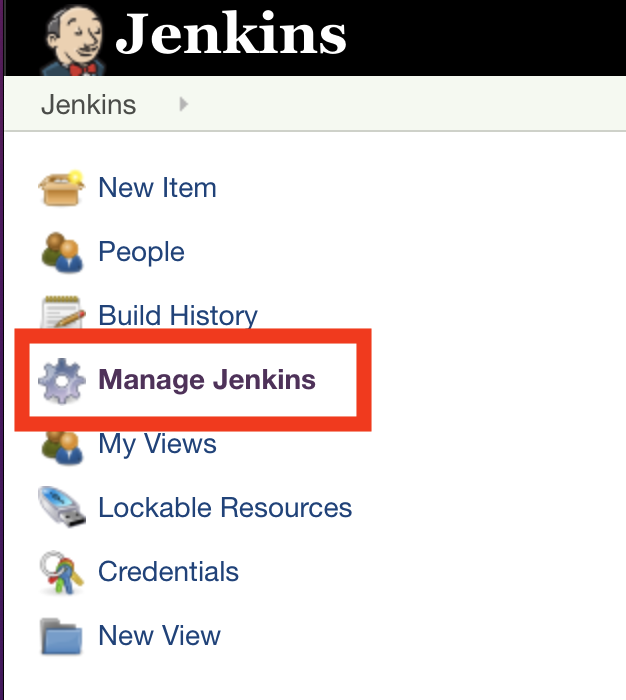 Jenkins
Jenkins
New Item
People
Build History
Manage Jenkins
My Views
Lockable Resources
Credentials
New View